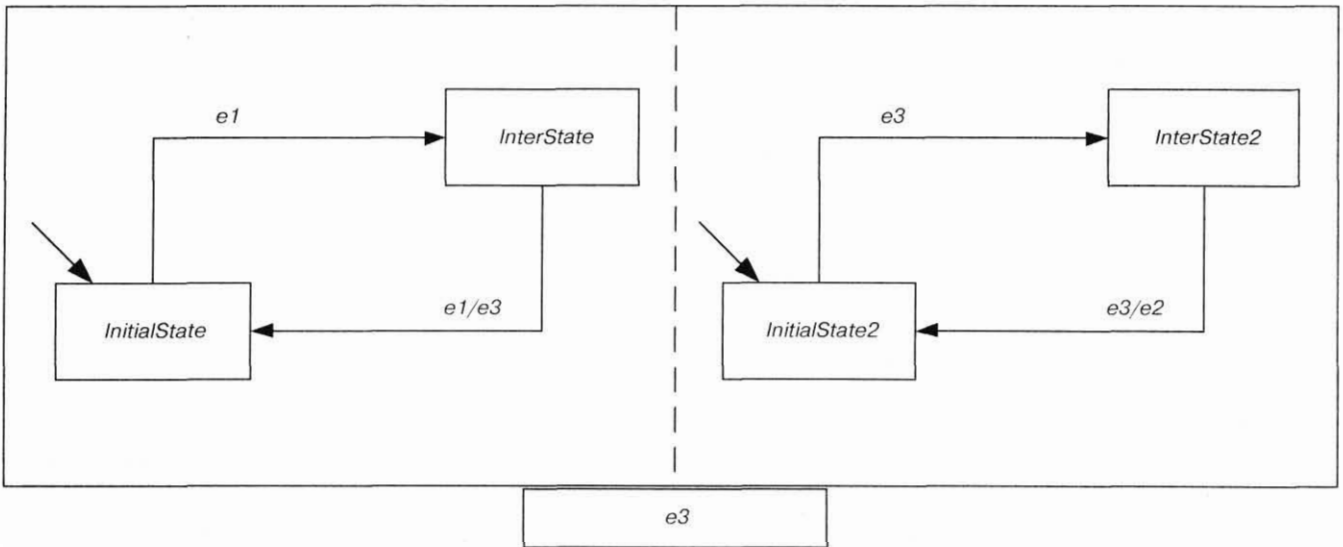 e1
InterState
e1/e3
InitialState
e3
InterState2
e3/e2
InitialState2
e3